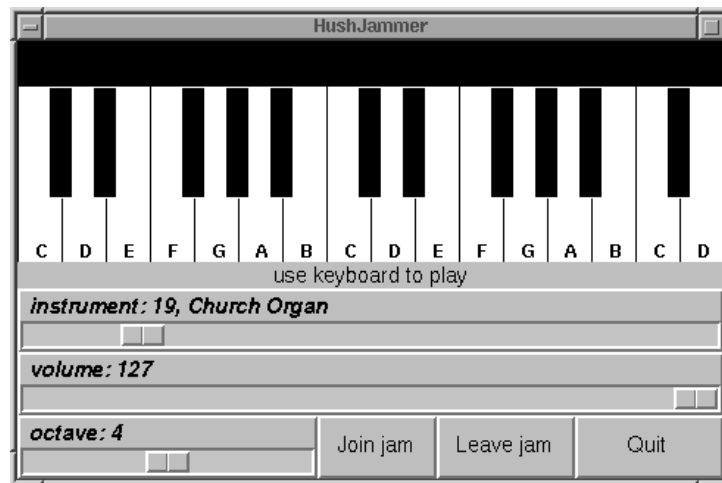 HushJammer
C D E F G A B C D E F G A B C D
use keyboard to play
instrument: 19, Church Organ
volume: 127
octave: 4
Join jam
Leave jam
Quit